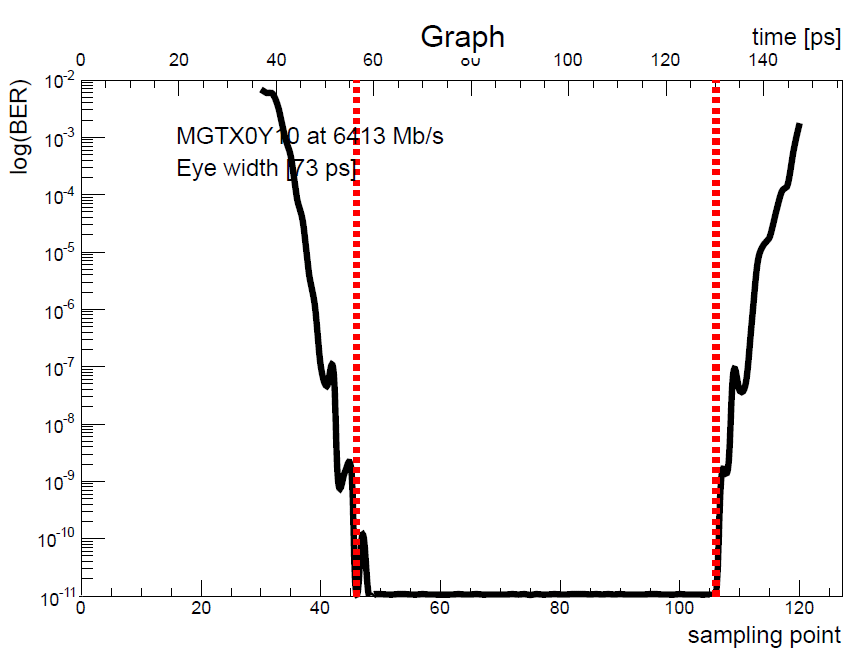 Graph
time [ps]
0 20 40 60 80 100 120 140
log(BER)
10-2
10-3
10-4
10-5
10-6
10-7
10-8
10-9
10-10
10-11
MGTX0Y10 at 6413 Mb/s
Eye width [73 ps]
0 20 40 60 80 100 120
sampling point